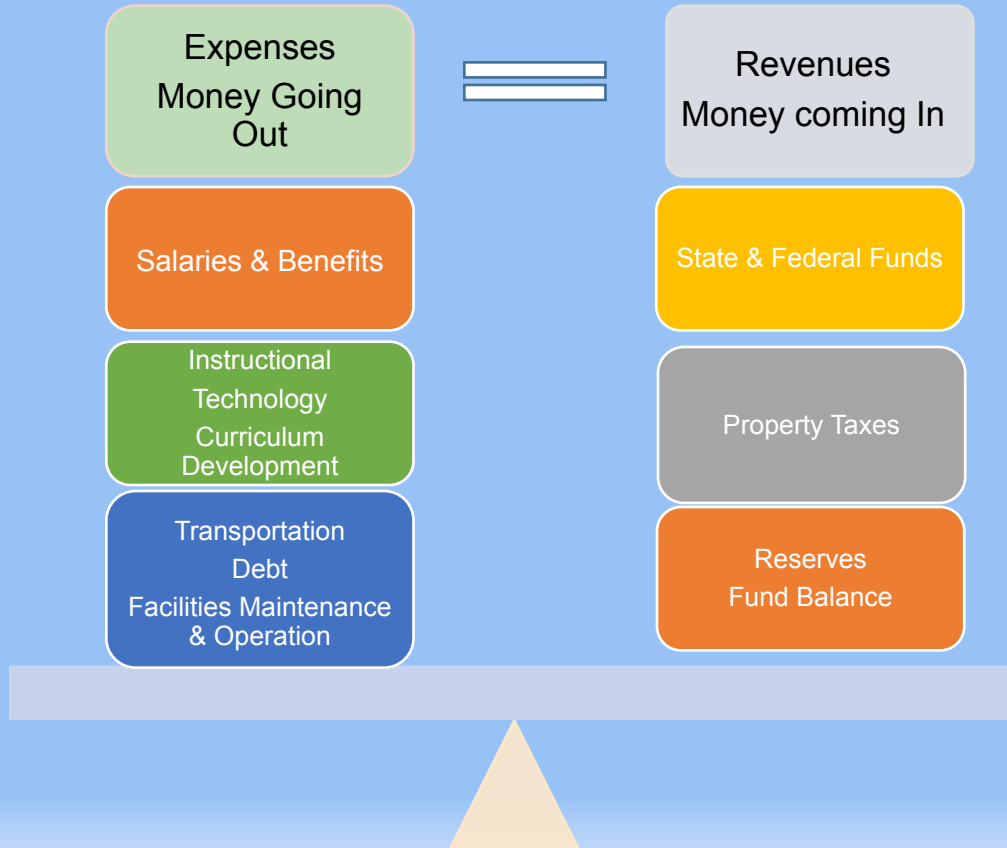 Expenses
Money Going
Out
Revenues
Money coming In
Salaries & Benefits
State & Federal Funds
Instructional
Technology
Curriculum
Development
Property Taxes
Transportation
Debt
Facilities Maintenance
& Operation
Reserves
Fund Balance